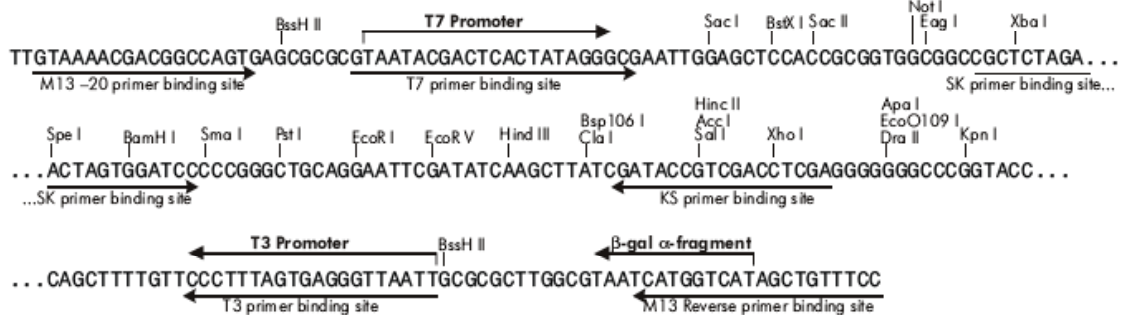 Not I
BssH II T7 Promoter Sac I BstX I Sac II Eag I Xba I
TTGTAAAACGACGGCCAGTGAGCGCGCGTAATACGACTCACTATAGGGCGAATTGGAGCTCCACCGCGGTGGCGGCCGCTCTAGA...
M13 –20 primer binding site T7 primer binding site SK primer binding site...
Hinc II Apa I
Bsp106 I Acc I EcoO109 I
Spe I BamH I Sma I Pst I EcoR I EcoR V Hind III Cla I Sal I Xho I Dra II Kpn I
...ACTAGTGGATCCCCCGGGCTGCAGGAATTCGATATCAAGCTTATCGATACCGTCGACCTCGAGGGGGGGCCCGGTACC...
...SK primer binding site KS primer binding site
T3 Promoter BssH II β-gal α-fragment
...CAGCTTTTGTTCCCTTTAGTGAGGGTTAATTGCGCGCTTGGCGTAATCATGGTCATAGCTGTTTCC
T3 primer binding site M13 Reverse primer binding site